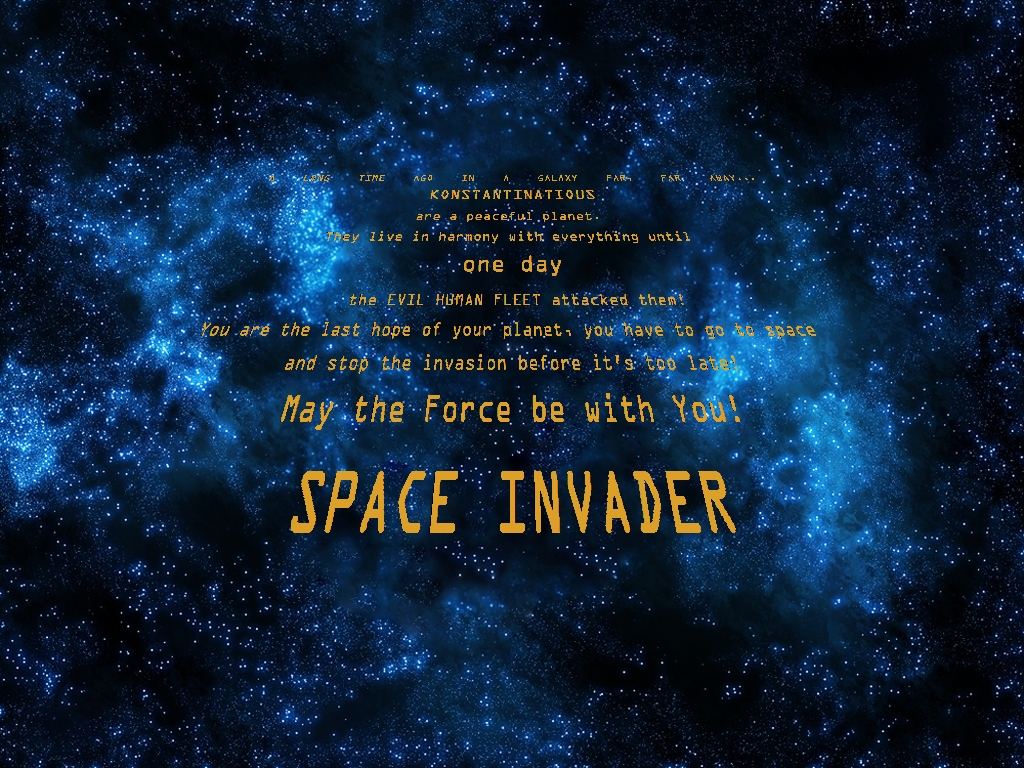 A LONG TIME AGO IN A GALAXY FAR, FAR, AWAY...
KONSTANTINATIOUS
are a peaceful planet.
They live in harmony with everything until
one day
the EVIL HUMAN FLEET attacked them!
You are the last hope of your planet, you have to go to space
and stop the invasion before it's too late!
May the Force be with You!
SPACE INVADER